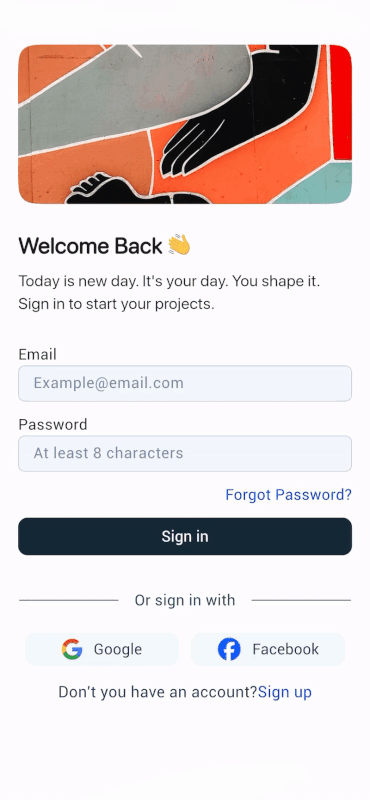 Welcome Back 👋
Today is new day. It's your day. You shape it.
Sign in to start your projects.
Email
Example@email.com
Password
At least 8 characters
Forgot Password?
Sign in
Or sign in with
Google
Facebook
Don't you have an account?Sign up